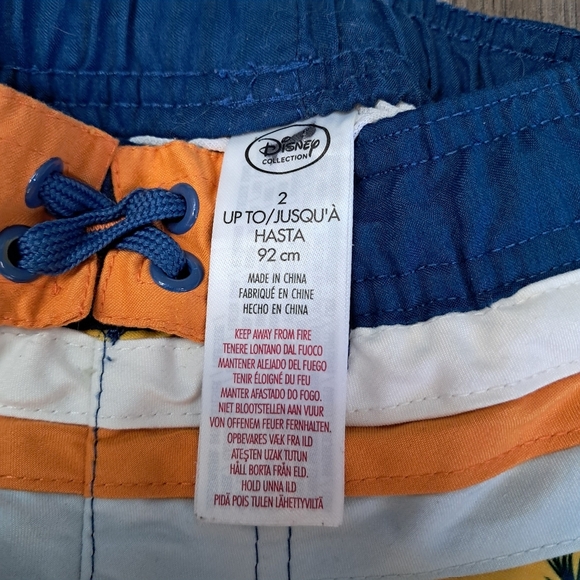 Disney
COLLECTION
2
UP TO/JUSQU'À
HASTA
92 cm
MADE IN CHINA
FABRIQUÉ EN CHINE
HECHO EN CHINA
KEEP AWAY FROM FIRE
TENERE LONTANO DAL FUOCO
MANTENER ALEJADO DEL FUEGO
TENIR ÉLOIGNÉ DU FEU
MANTER AFASTADO DO FOGO.
NIET BLOOTSTELLEN AAN VUUR
VON OFFENEM FEUER FERNHALTEN.
OPBEVARES VÆK FRA ILD
ATEŞTEN UZAK TUTUN
HÅLL BORTA FRÅN ELD.
HOLD UNNA ILD
PIDÄ POIS TULEN LÄHETTYVILTÄ